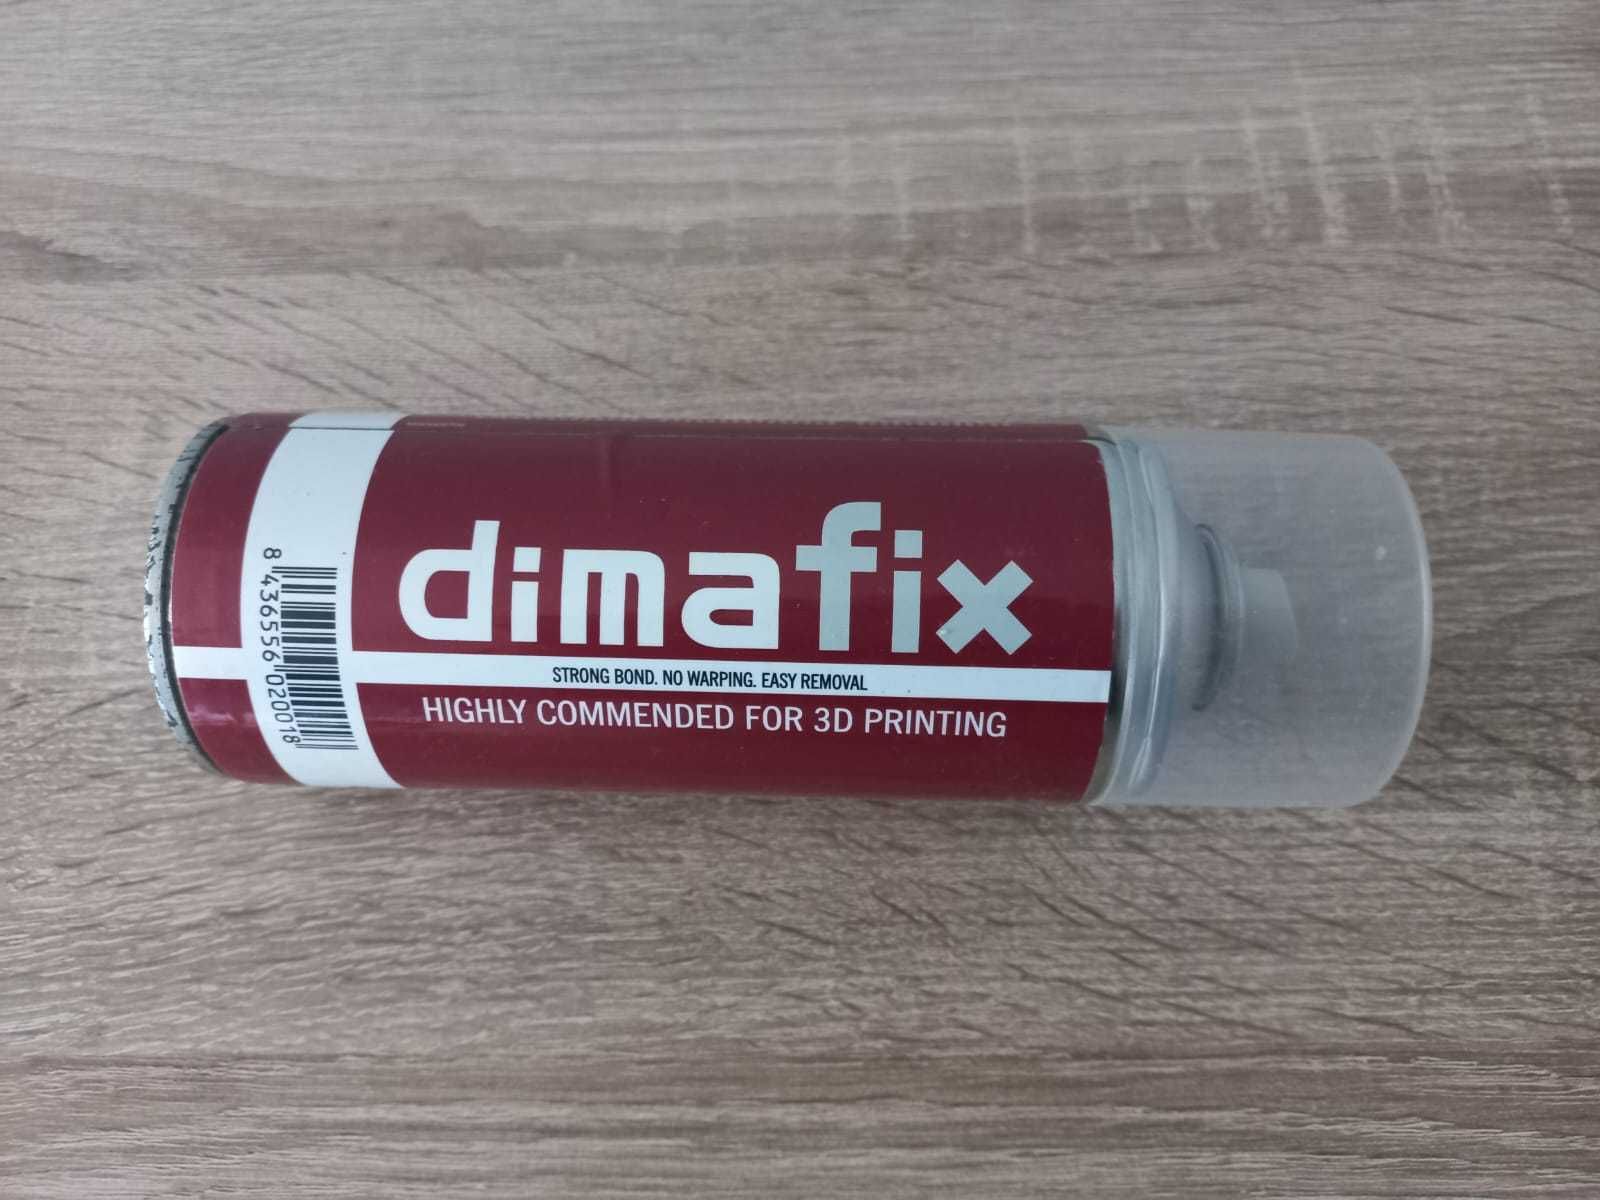 dimafix
STRONG BOND. NO WARPING. EASY REMOVAL
HIGHLY COMMENDED FOR 3D PRINTING
8 436556 020018